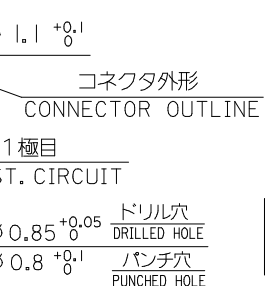 1.1 +0.1 0
コネクタ外形
CONNECTOR OUTLINE
1極目
ST. CIRCUIT
ø0.85 +0.05 0 ドリル穴
DRILLED HOLE
ø0.8 +0.1 0 パンチ穴
PUNCHED HOLE